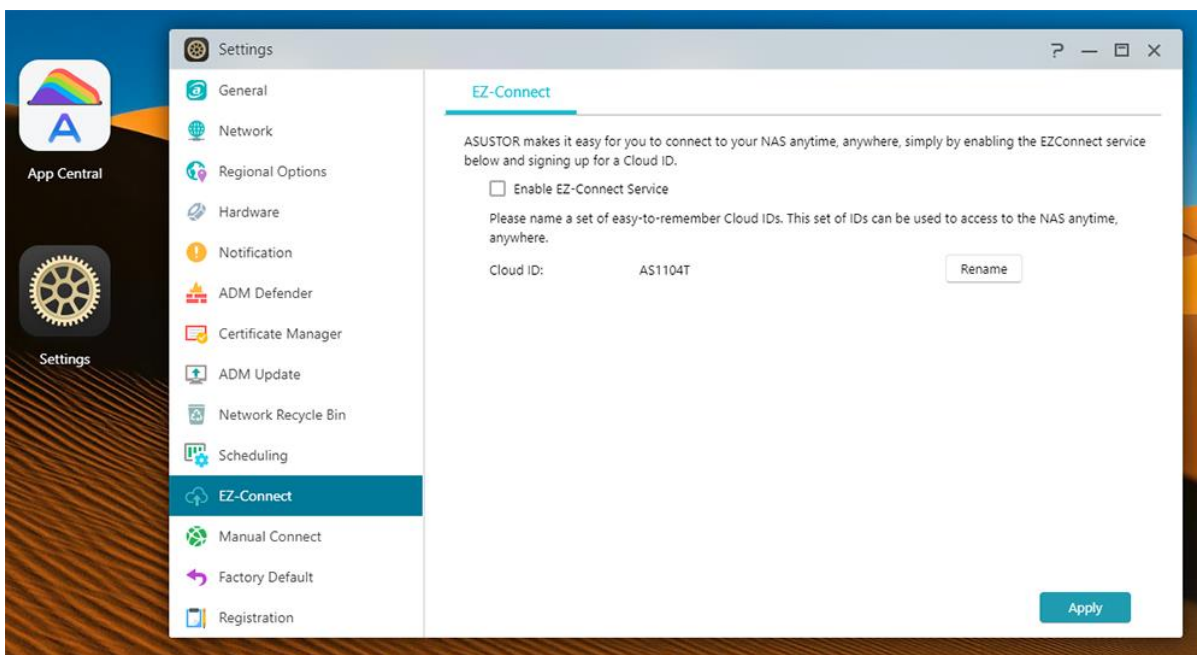 Settings
App Central
Settings
General
Network
Regional Options
Hardware
Notification
ADM Defender
Certificate Manager
ADM Update
Network Recycle Bin
Scheduling
EZ-Connect
Manual Connect
Factory Default
Registration
EZ-Connect
ASUSTOR makes it easy for you to connect to your NAS anytime, anywhere, simply by enabling the EZConnect service
below and signing up for a Cloud ID.
Enable EZ-Connect Service
Please name a set of easy-to-remember Cloud IDs. This set of IDs can be used to access to the NAS anytime,
anywhere.
Cloud ID: AS1104T Rename
Apply